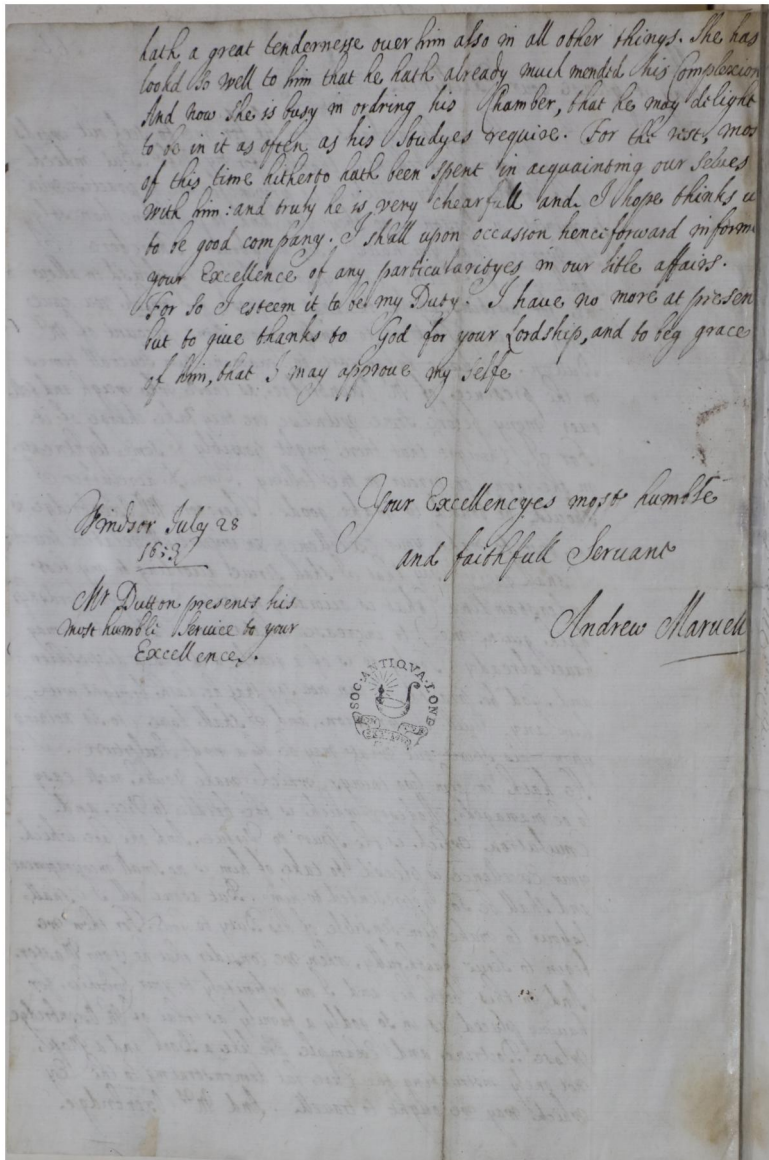 hath a great tendernesse over him also in all other things. She has
lookd so well to him that he hath already much mended his Complexion
And now she is busy in ordring his Chamber, that he may delight
to be in it as often as his Studyes require. For the rest, mos
of this time hitherto hath been spent in acquainting our selves
with him: and truly he is very chearfull and I hope thinks u
to be good company. I shall upon occasion henceforward inform
your Excellence of any particularityes in our litle affairs.
For so I esteem it to be my Duty. I have no more at presen
but to give thanks to God for your Lordship, and to beg grace
of him, that I may approve my selfe
Your Excellencyes most humble
and faithfull Servant
Andrew Marvell
Windsor July 28
1653
Mr Dutton presents his
most humble Service to your
Excellence.
SOC·ANTIQVA·LOND